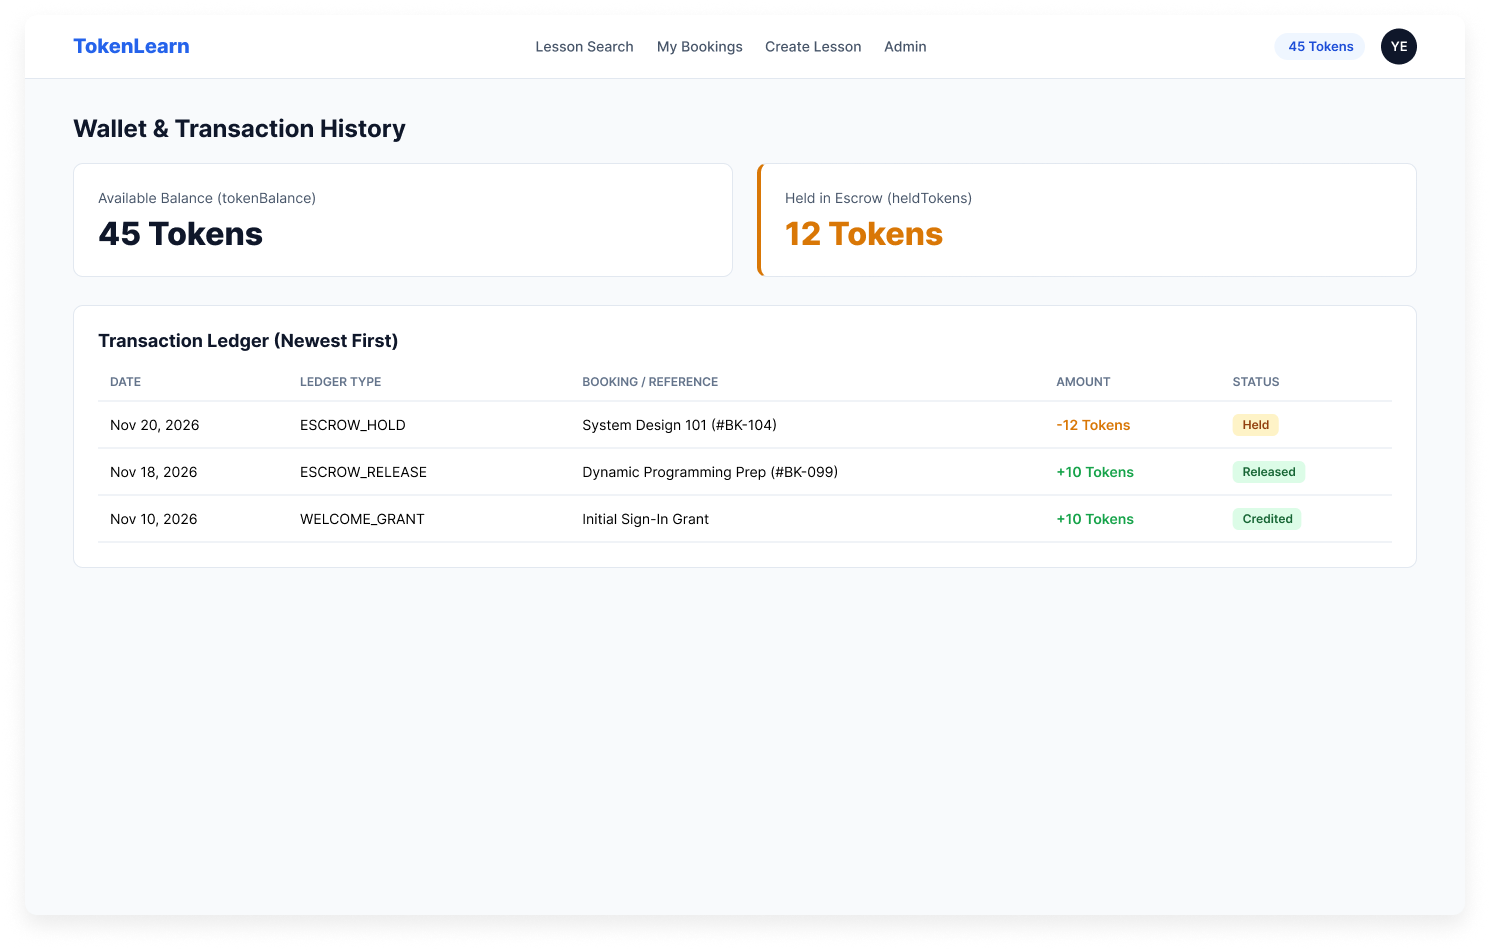 TokenLearn
Lesson Search My Bookings Create Lesson Admin
45 Tokens
YE
Wallet & Transaction History
Available Balance (tokenBalance)
45 Tokens
Held in Escrow (heldTokens)
12 Tokens
Transaction Ledger (Newest First)
DATE LEDGER TYPE BOOKING / REFERENCE AMOUNT STATUS
Nov 20, 2026 ESCROW_HOLD System Design 101 (#BK-104) -12 Tokens Held
Nov 18, 2026 ESCROW_RELEASE Dynamic Programming Prep (#BK-099) +10 Tokens Released
Nov 10, 2026 WELCOME_GRANT Initial Sign-In Grant +10 Tokens Credited